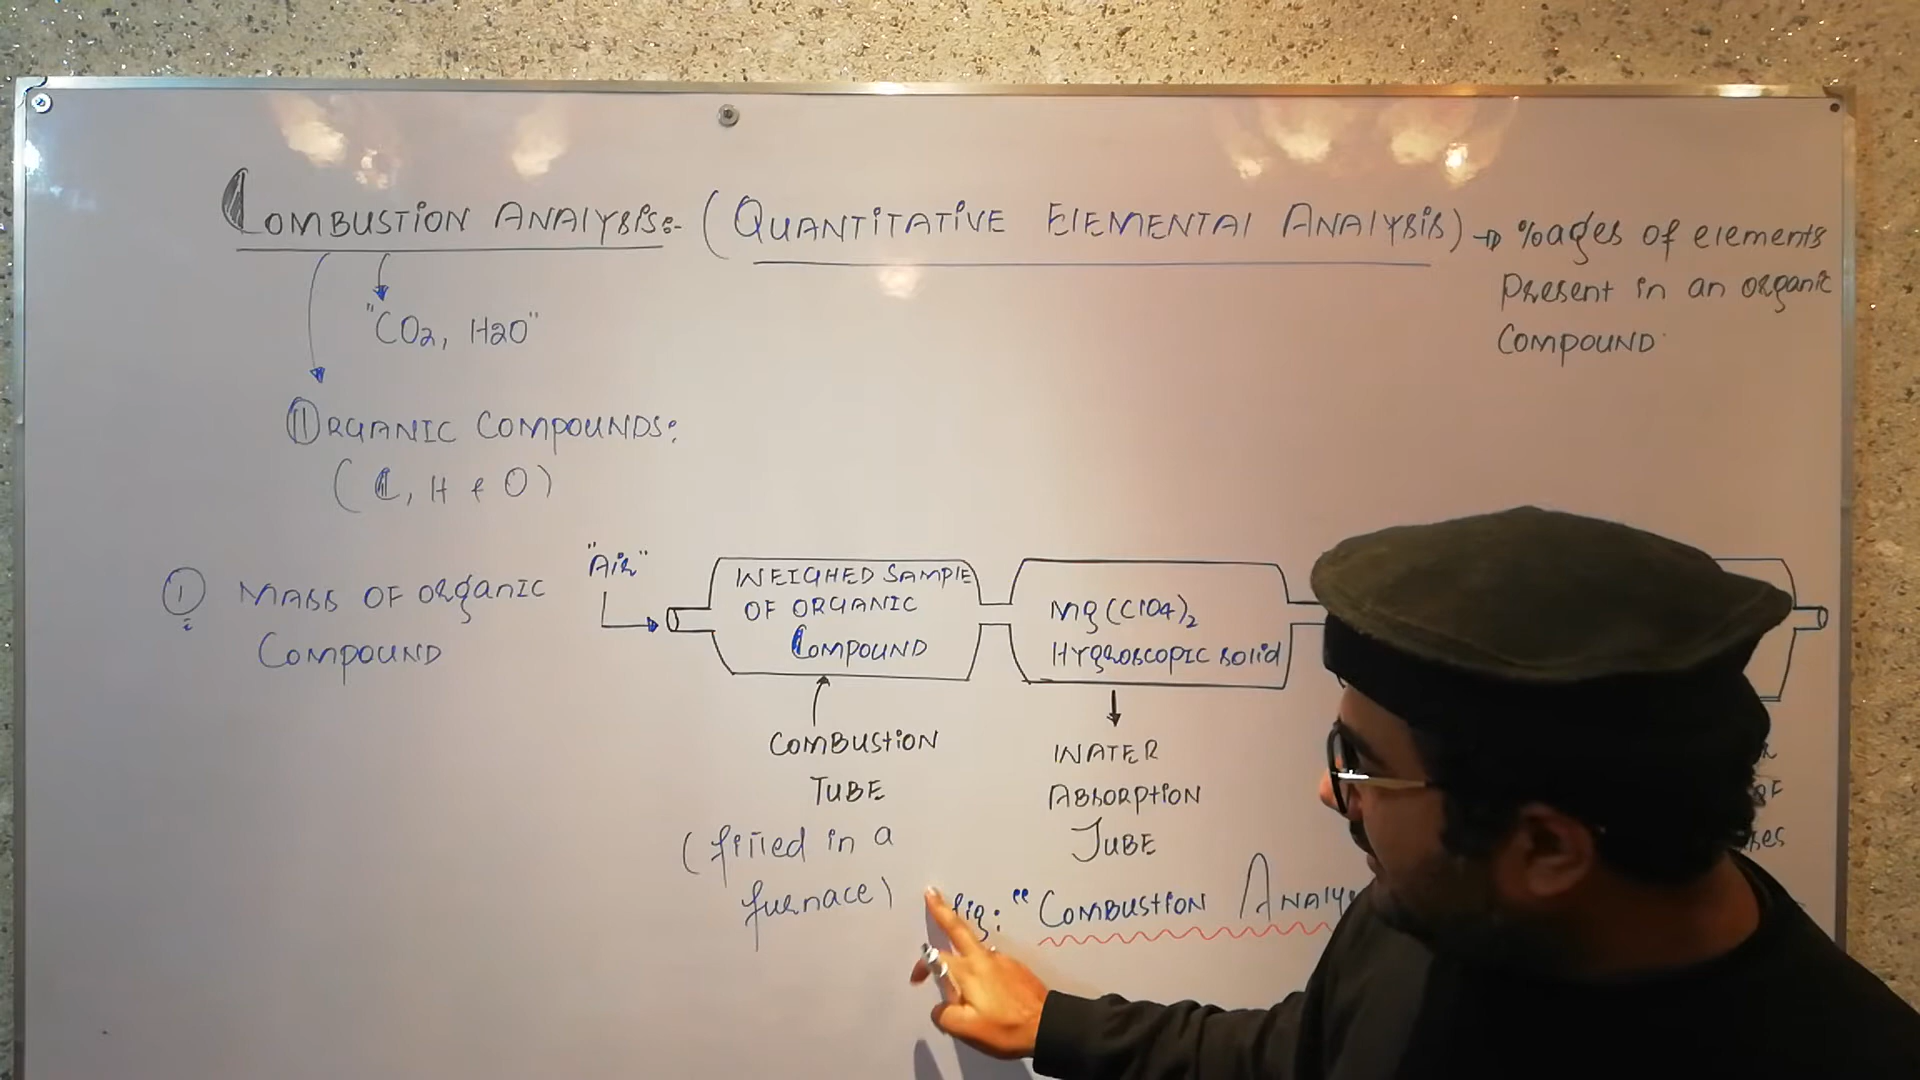 COMBUSTION ANALYSIS:- (QUANTITATIVE ELEMENTAL ANALYSIS) → %ages of elements
Present in an organic
COMPOUND.
"CO2, H2O"
ORGANIC COMPOUNDS:
(C, H & O)
1 MASS OF ORGANIC
COMPOUND
"Air"
WEIGHED SAMPLE
OF ORGANIC
COMPOUND
Mg(ClO4)2
Hygroscopic solid
COMBUSTION
TUBE
(fitted in a
furnace)
WATER
ABSORPTION
TUBE
fig: "COMBUSTION